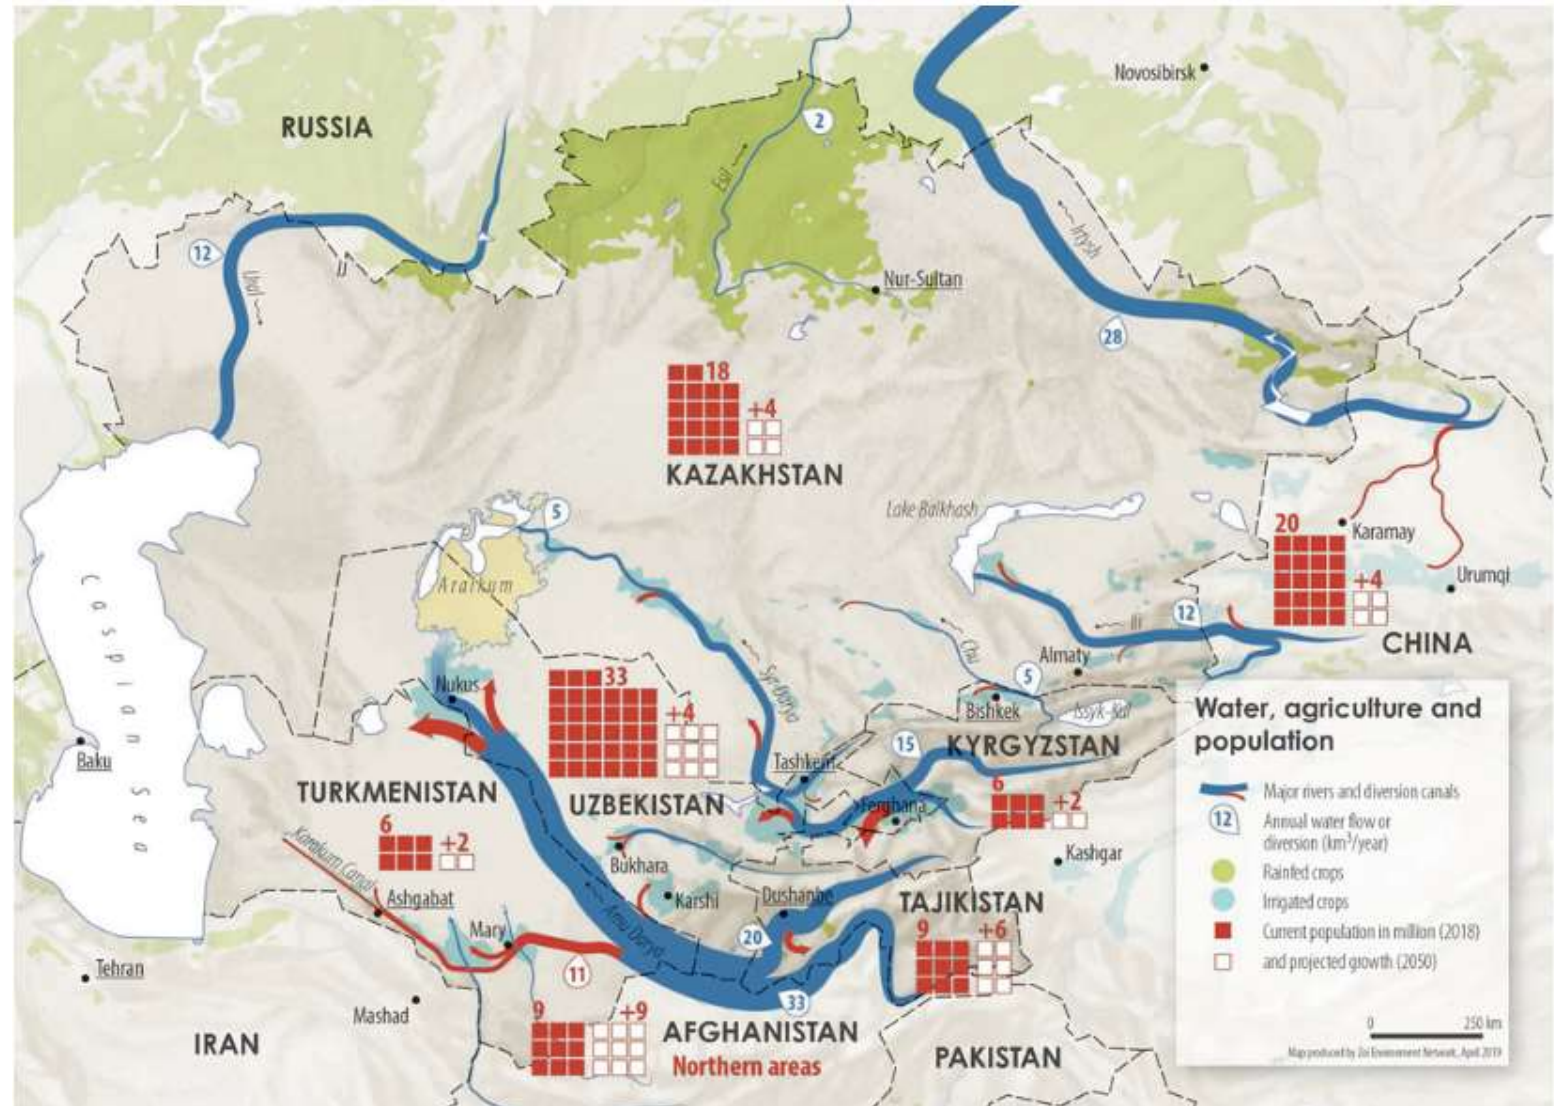 Novosibirsk
RUSSIA
2
Esil
12
Ural
Irtysh
Nur-Sultan
28
18
+4
KAZAKHSTAN
Lake Balkhash
5
Aralkum
20
Karamay
+4
Urumqi
CHINA
12
Ili
Chu
Almaty
5
Bishkek
Issyk-Kul
KYRGYZSTAN
15
6
+2
Kashgar
Caspian Sea
Baku
Nukus
33
+4
Syr Darya
Tashkent
UZBEKISTAN
Ferghana
TURKMENISTAN
6
+2
Karakum Canal
Ashgabat
Mary
11
Bukhara
Karshi
Amu Darya
Dushanbe
20
TAJIKISTAN
9
+6
33
Tehran
Mashad
IRAN
9
+9
AFGHANISTAN
Northern areas
PAKISTAN
Water, agriculture and
population
Major rivers and diversion canals
12
Annual water flow or
diversion (km³/year)
Rainfed crops
Irrigated crops
Current population in million (2018)
and projected growth (2050)
0
250 km
Map produced by Zoï Environment Network, April 2019